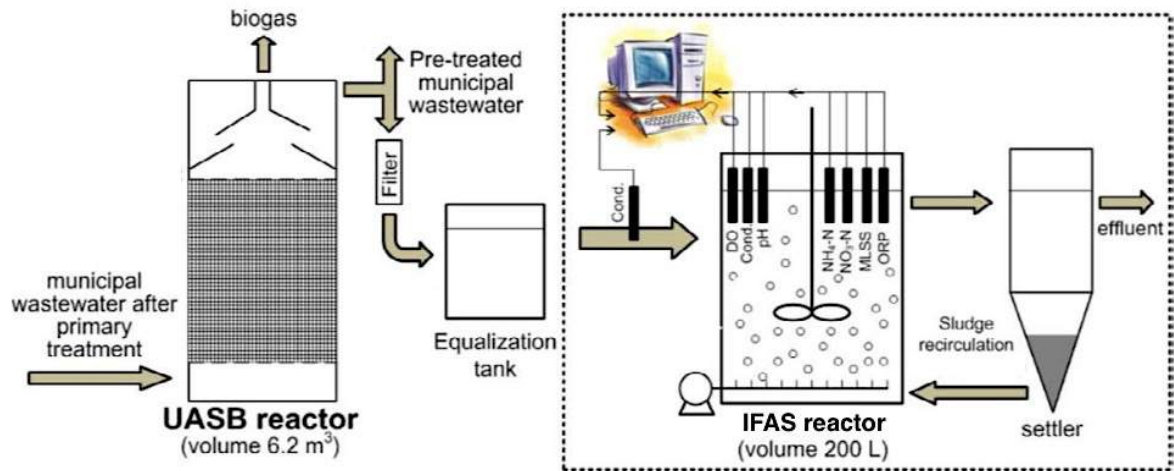 biogas
Pre-treated
municipal
wastewater
Filter
municipal
wastewater after
primary
treatment
UASB reactor
(volume 6.2 m³)
Equalization
tank
Cond.
DO
Cond.
pH
NH₄-N
NO₃-N
MLSS
ORP
IFAS reactor
(volume 200 L)
Sludge
recirculation
effluent
settler